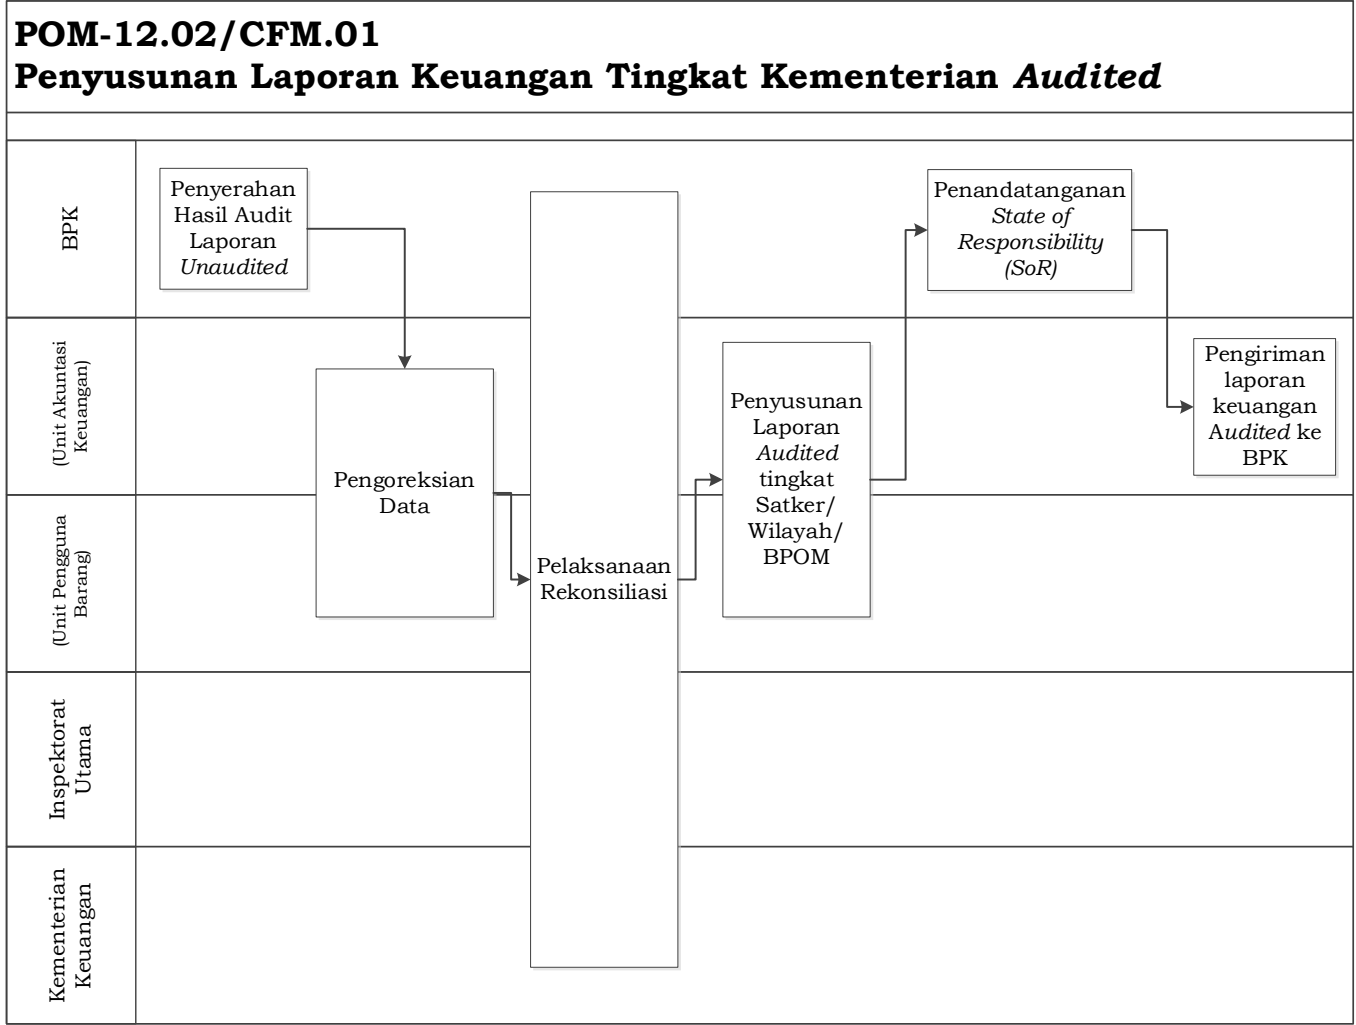 POM-12.02/CFM.01
Penyusunan Laporan Keuangan Tingkat Kementerian Audited
BPK
Penyerahan
Hasil Audit
Laporan
Unaudited
Penandatanganan
State of
Responsibility
(SoR)
(Unit Akuntasi
Keuangan)
Pengoreksian
Data
Penyusunan
Laporan
Audited
tingkat
Satker/
Wilayah/
BPOM
Pengiriman
laporan
keuangan
Audited ke
BPK
(Unit Pengguna
Barang)
Pelaksanaan
Rekonsiliasi
Inspektorat
Utama
Kementerian
Keuangan